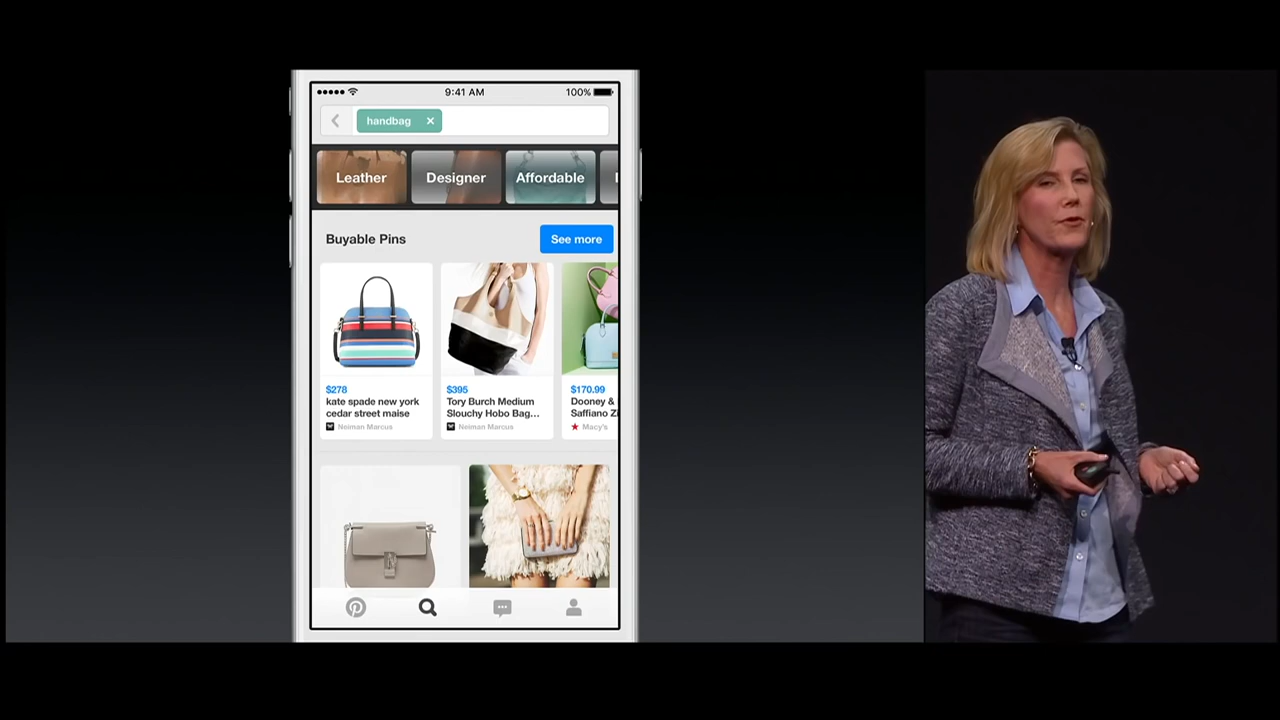 9:41 AM
100%
handbag
Leather
Designer
Affordable
Buyable Pins
See more
$278
kate spade new york
cedar street maise
Neiman Marcus
$395
Tory Burch Medium
Slouchy Hobo Bag...
Neiman Marcus
$170.99
Dooney &
Saffiano
Macy's